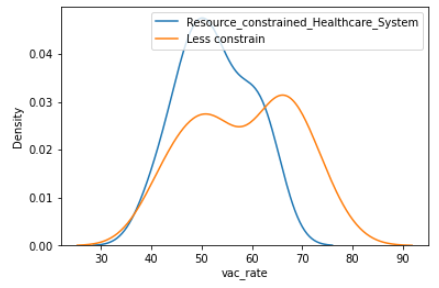 Resource_constrained_Healthcare_System
Less constrain
0.04
0.03
0.02
0.01
0.00
Density
30 40 50 60 70 80 90
vac_rate